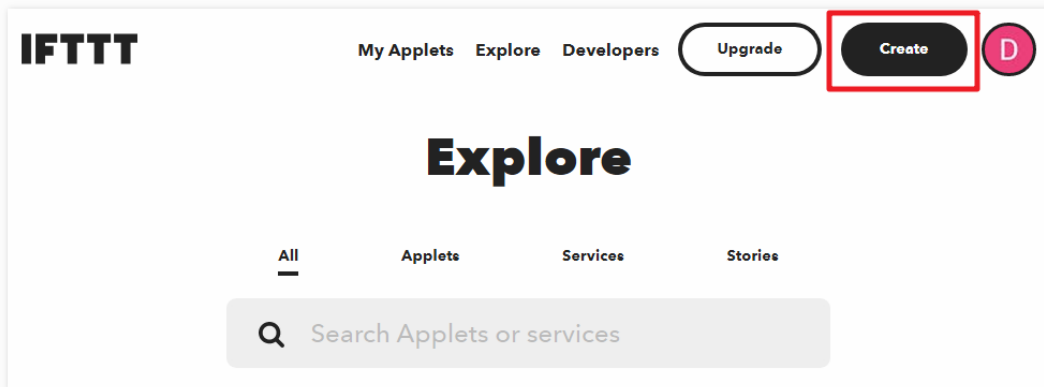 IFTTT My Applets Explore Developers Upgrade Create D
Explore
All Applets Services Stories
Search Applets or services